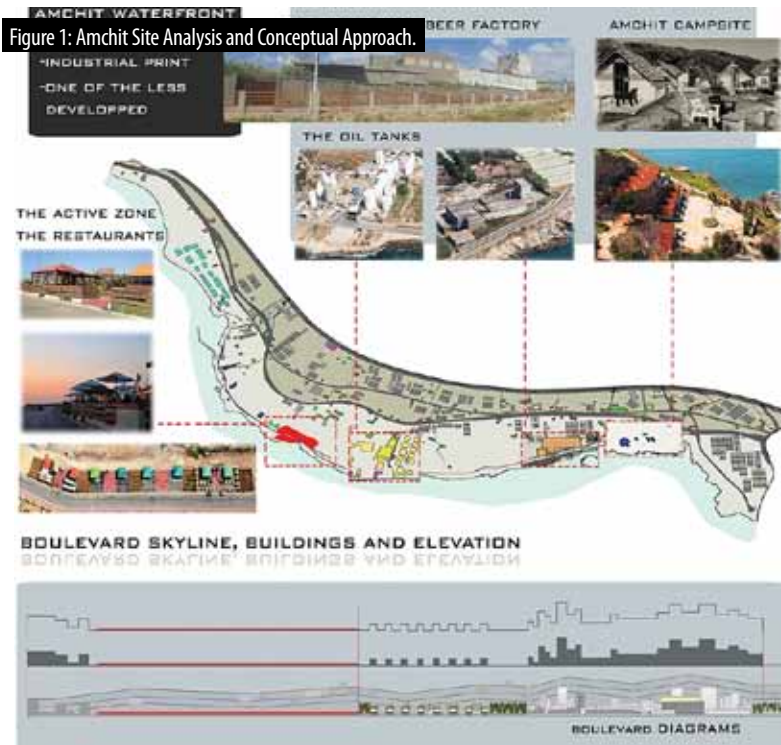 AMCHIT WATERFRONT
Figure 1: Amchit Site Analysis and Conceptual Approach.
-INDUSTRIAL PRINT
-ONE OF THE LESS
DEVELOPPED
BEER FACTORY
AMCHIT CAMPSITE
THE OIL TANKS
THE ACTIVE ZONE
THE RESTAURANTS
BOULEVARD SKYLINE, BUILDINGS AND ELEVATION
BOULEVARD DIAGRAMS